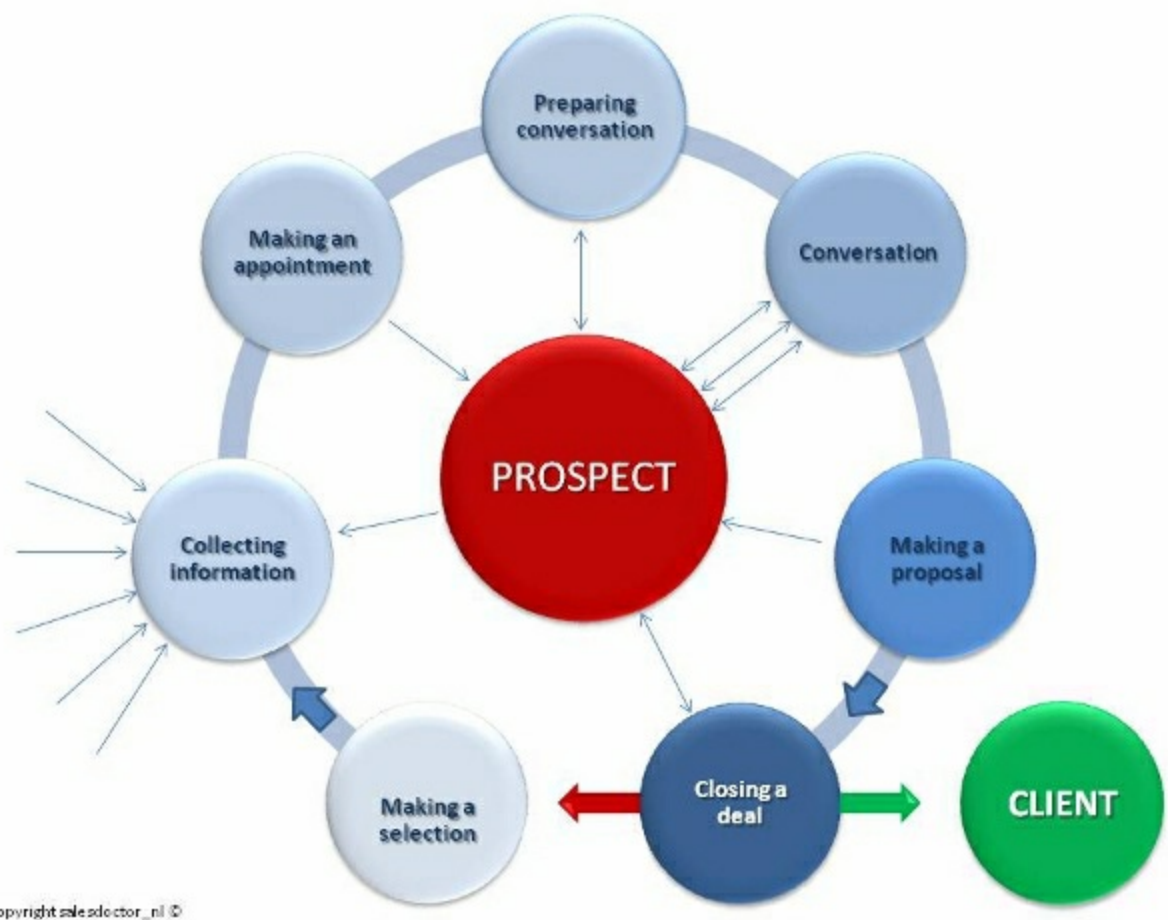 Preparing
conversation
Making an
appointment
Conversation
PROSPECT
Collecting
information
Making a
proposal
Making a
selection
Closing a
deal
CLIENT
opyright salesdoctor_nl ©